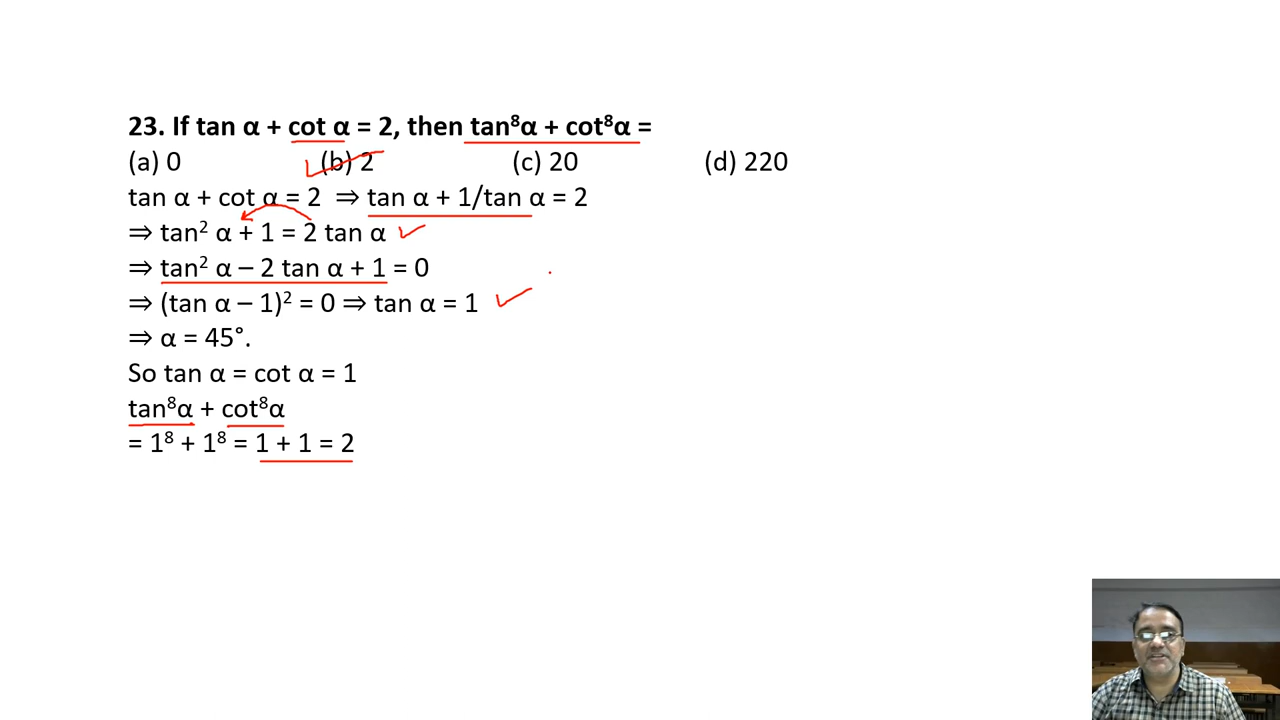 23. If tan α + cot α = 2, then tan⁸α + cot⁸α =
(a) 0 (b) 2 (c) 20 (d) 220
tan α + cot α = 2 ⇒ tan α + 1/tan α = 2
⇒ tan² α + 1 = 2 tan α
⇒ tan² α – 2 tan α + 1 = 0
⇒ (tan α – 1)² = 0 ⇒ tan α = 1
⇒ α = 45°.
So tan α = cot α = 1
tan⁸α + cot⁸α
= 1⁸ + 1⁸ = 1 + 1 = 2